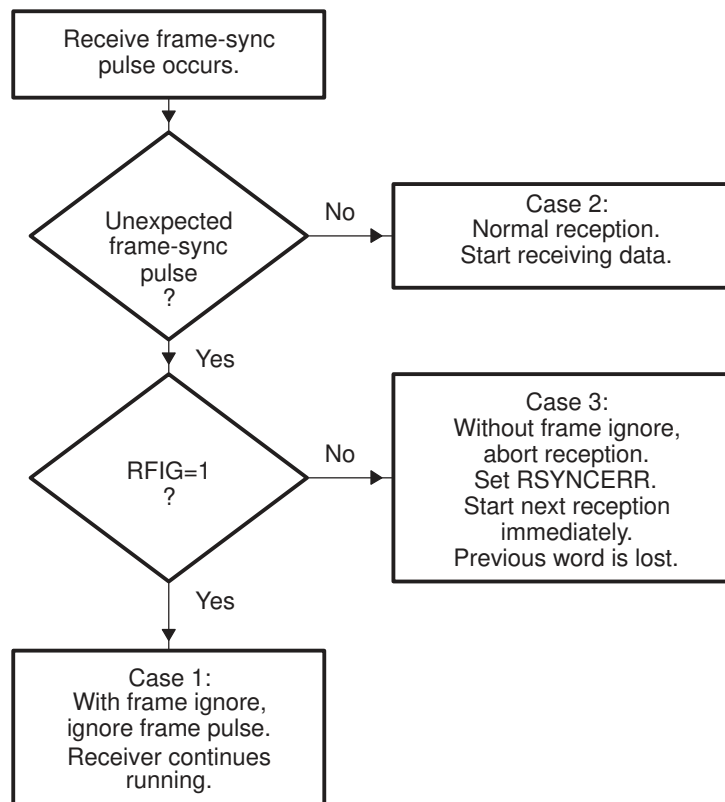 Receive frame-sync
pulse occurs.
Unexpected
frame-sync
pulse
?
No
Case 2:
Normal reception.
Start receiving data.
Yes
RFIG=1
?
No
Case 3:
Without frame ignore,
abort reception.
Set RSYNCERR.
Start next reception
immediately.
Previous word is lost.
Yes
Case 1:
With frame ignore,
ignore frame pulse.
Receiver continues
running.